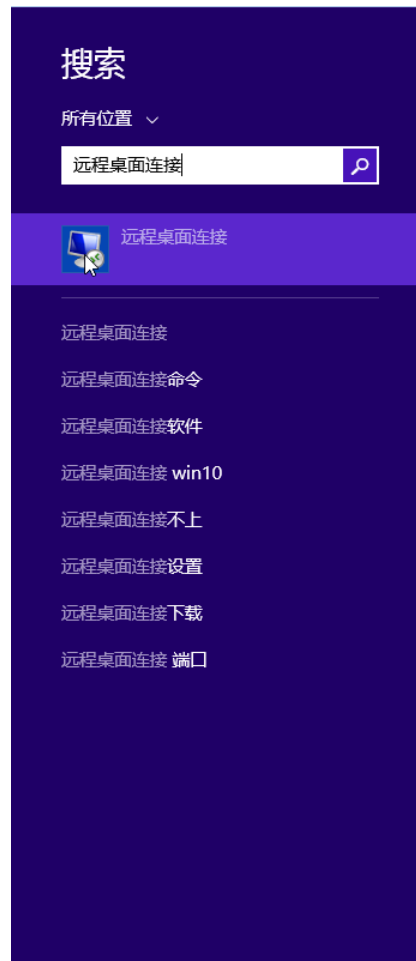 搜索
所有位置
远程桌面连接
远程桌面连接
远程桌面连接
远程桌面连接命令
远程桌面连接软件
远程桌面连接 win10
远程桌面连接不上
远程桌面连接设置
远程桌面连接下载
远程桌面连接 端口